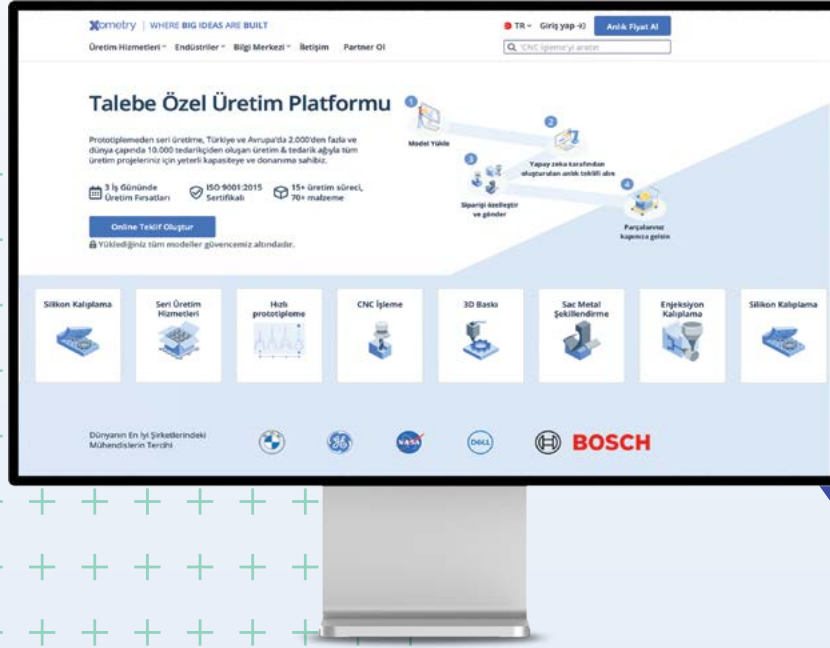 Xometry | WHERE BIG IDEAS ARE BUILT
TR
Giriş yap
Anlık Fiyat Al
Üretim Hizmetleri
Endüstriler
Bilgi Merkezi
İletişim
Partner Ol
'CNC işleme'yi aratın
Talebe Özel Üretim Platformu
Prototiplemeden seri üretime, Türkiye ve Avrupa'da 2.000'den fazla ve
dünya çapında 10.000 tedarikçiden oluşan üretim & tedarik ağıyla tüm
üretim projeleriniz için yeterli kapasiteye ve donanıma sahibiz.
3 İş Gününde
Üretim Fırsatları
ISO 9001:2015
Sertifikalı
15+ üretim süreci,
70+ malzeme
Online Teklif Oluştur
Yüklediğiniz tüm modeller güvencemiz altındadır.
1
Model Yükle
2
Yapay zeka tarafından
oluşturulan anlık teklifi alın
3
Siparişi özelleştir
ve gönder
4
Parçalarınız
kapınıza gelsin
Silikon Kalıplama
Seri Üretim
Hizmetleri
Hızlı
prototipleme
CNC İşleme
3D Baskı
Sac Metal
Şekillendirme
Enjeksiyon
Kalıplama
Silikon Kalıplama
Dünyanın En İyi Şirketlerindeki
Mühendislerin Tercihi
NASA
DELL
BOSCH